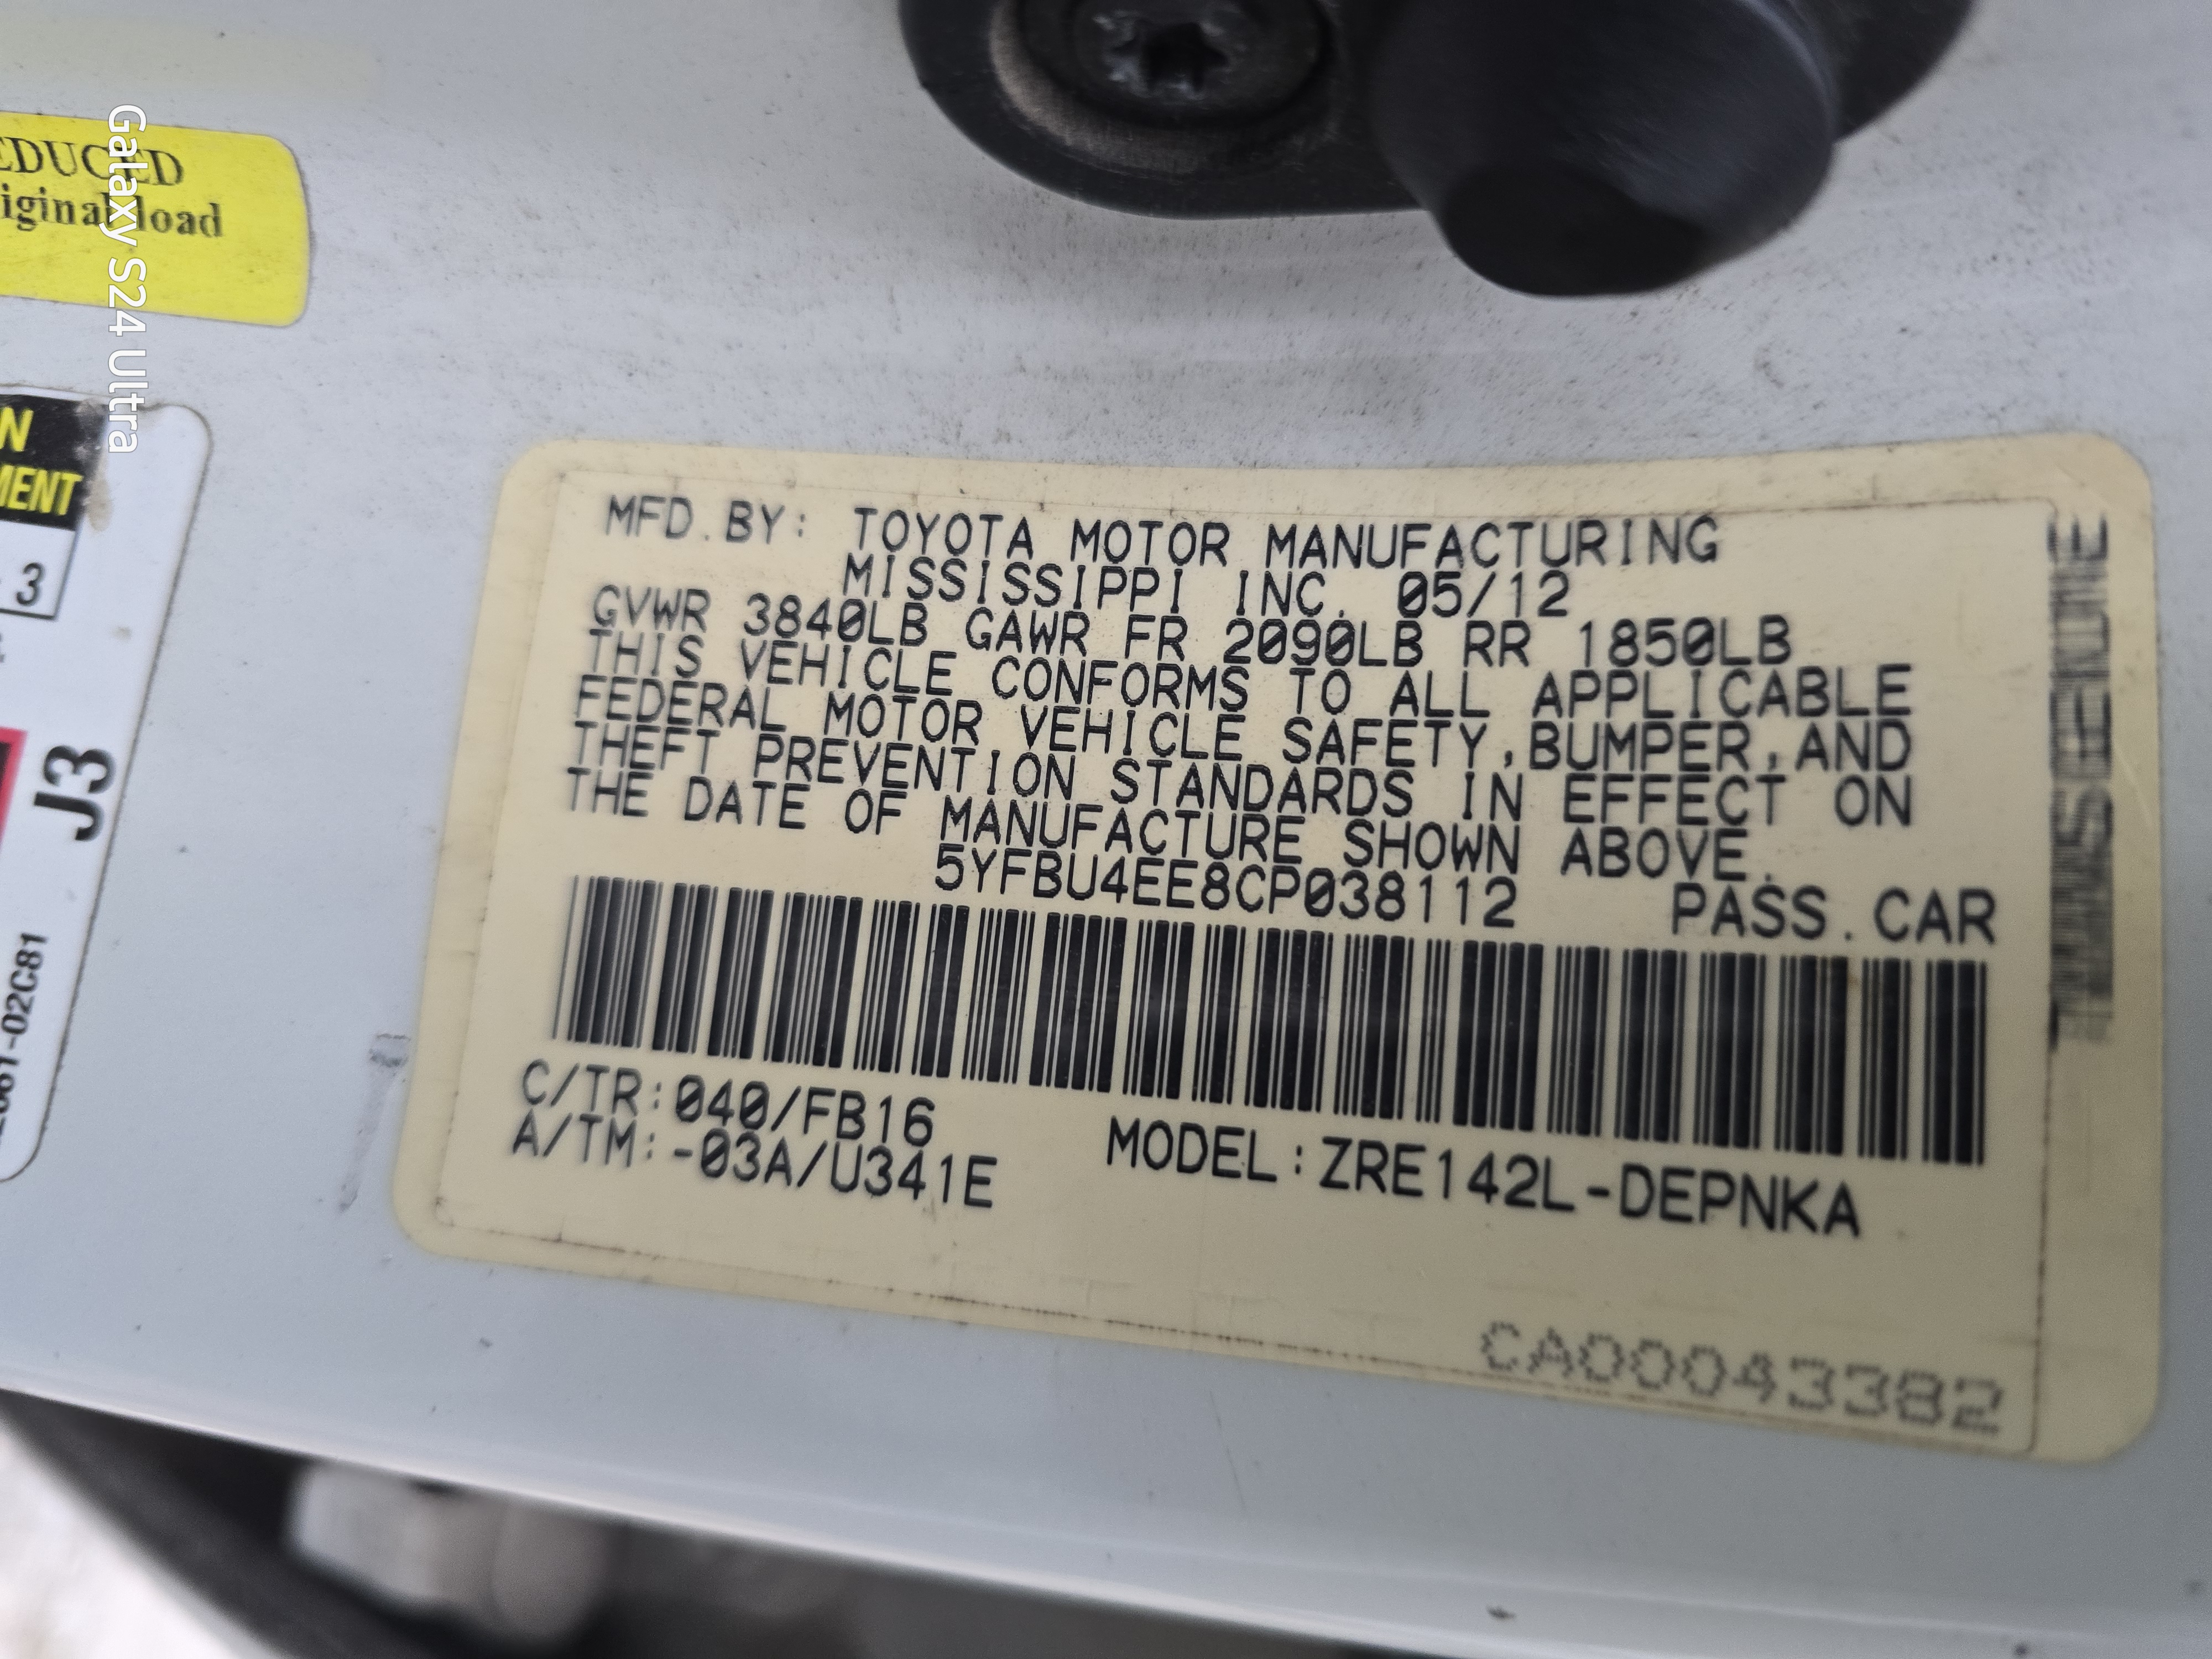 EDUCED
iginal load
Galaxy S24 Ultra
N
MENT
3
J3
-02C81
MFD.BY: TOYOTA MOTOR MANUFACTURING
MISSISSIPPI INC. 05/12
GVWR 3840LB GAWR FR 2090LB RR 1850LB
THIS VEHICLE CONFORMS TO ALL APPLICABLE
FEDERAL MOTOR VEHICLE SAFETY,BUMPER,AND
THEFT PREVENTION STANDARDS IN EFFECT ON
THE DATE OF MANUFACTURE SHOWN ABOVE.
5YFBU4EE8CP038112 PASS.CAR
C/TR:040/FB16
A/TM:-03A/U341E MODEL:ZRE142L-DEPNKA
CA00043382